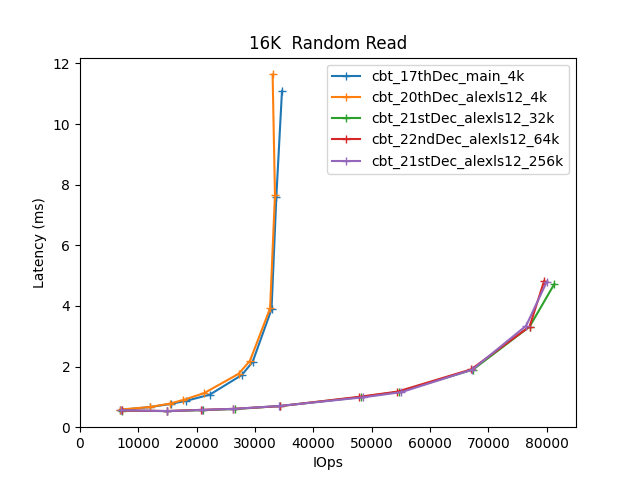 16K  Random Read
cbt_17thDec_main_4k
cbt_20thDec_alexls12_4k
cbt_21stDec_alexls12_32k
cbt_22ndDec_alexls12_64k
cbt_21stDec_alexls12_256k
Latency (ms)
12
10
8
6
4
2
0
0 10000 20000 30000 40000 50000 60000 70000 80000
IOps